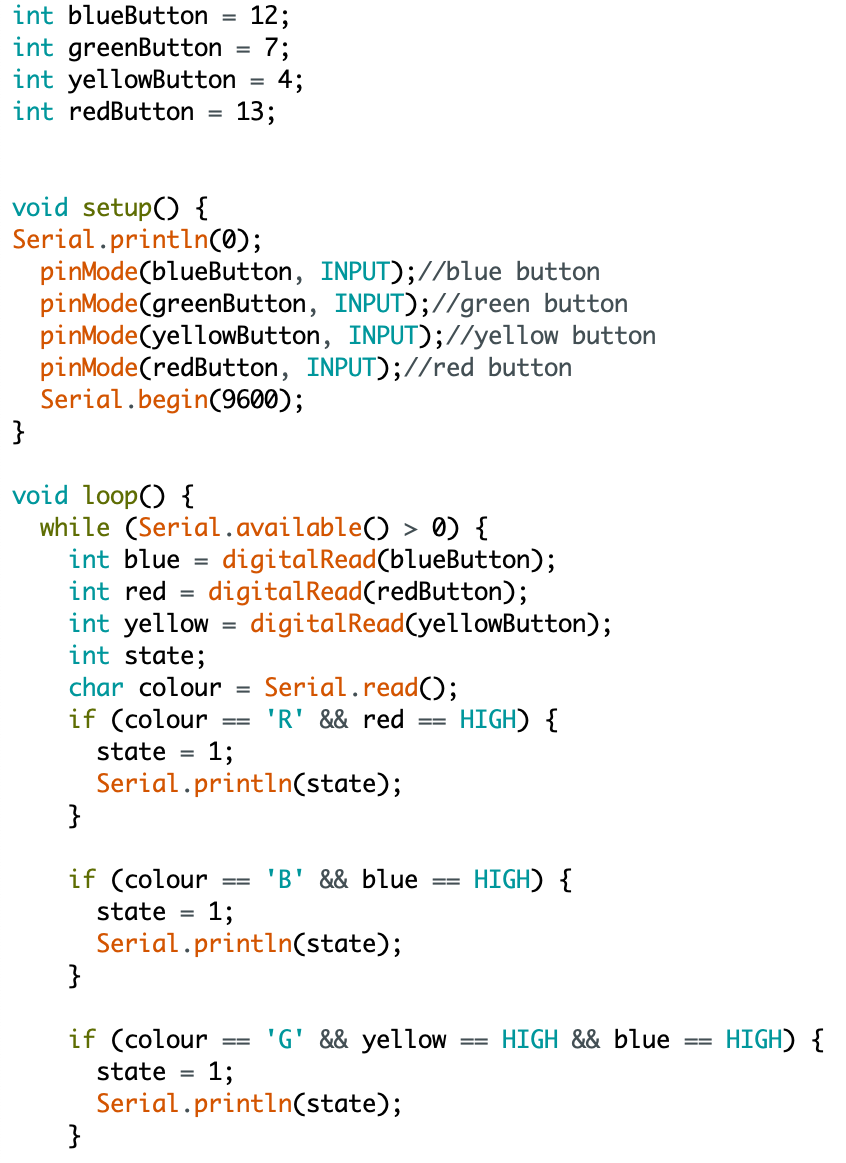 int blueButton = 12;
int greenButton = 7;
int yellowButton = 4;
int redButton = 13;
void setup() {
Serial.println(0);
  pinMode(blueButton, INPUT);//blue button
  pinMode(greenButton, INPUT);//green button
  pinMode(yellowButton, INPUT);//yellow button
  pinMode(redButton, INPUT);//red button
  Serial.begin(9600);
}
void loop() {
  while (Serial.available() > 0) {
    int blue = digitalRead(blueButton);
    int red = digitalRead(redButton);
    int yellow = digitalRead(yellowButton);
    int state;
    char colour = Serial.read();
    if (colour == 'R' && red == HIGH) {
      state = 1;
      Serial.println(state);
    }
    if (colour == 'B' && blue == HIGH) {
      state = 1;
      Serial.println(state);
    }
    if (colour == 'G' && yellow == HIGH && blue == HIGH) {
      state = 1;
      Serial.println(state);
    }